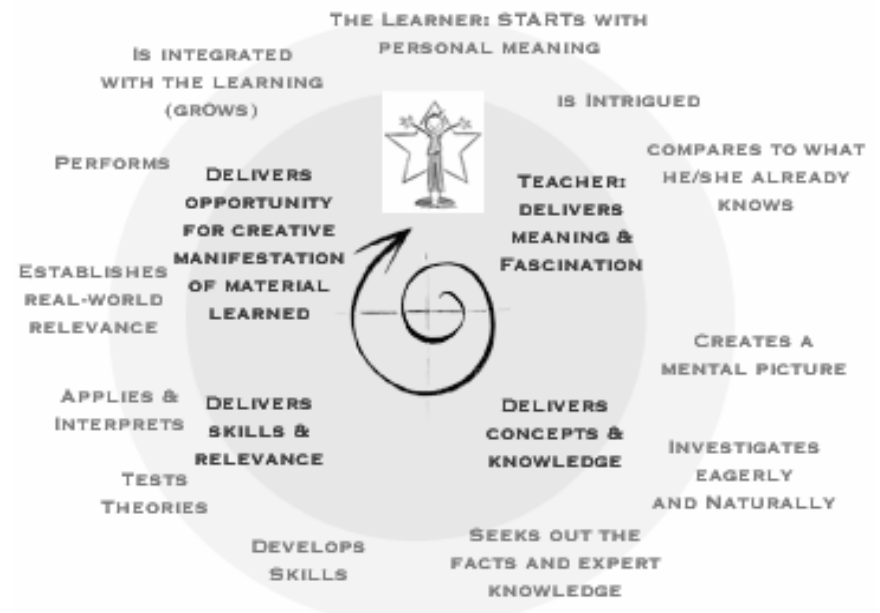 The Learner: STARTs with
personal meaning
is Intrigued
compares to what
he/she already
knows
Creates a
mental picture
Investigates
eagerly
and Naturally
Seeks out the
facts and expert
knowledge
Develops
Skills
Tests
Theories
Applies &
Interprets
Establishes
real-world
relevance
Performs
Is integrated
with the learning
(grows)
Teacher:
delivers
meaning &
Fascination
Delivers
concepts &
knowledge
Delivers
skills &
relevance
Delivers
opportunity
for creative
manifestation
of material
learned